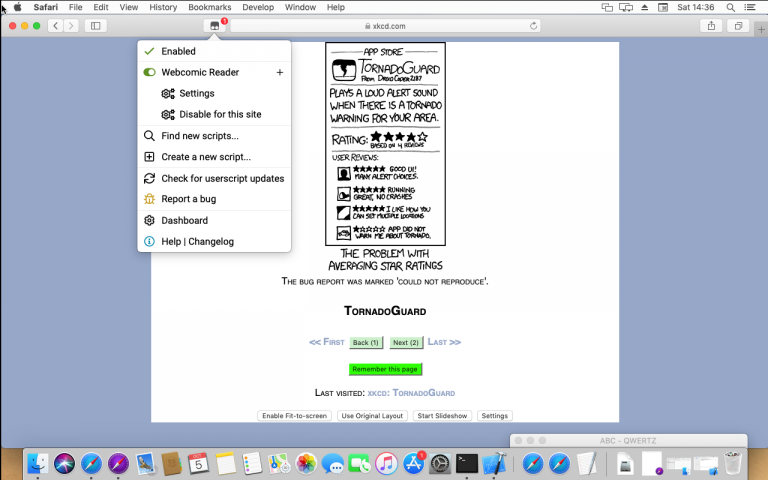 Safari File Edit View History Bookmarks Develop Window Help Sat 14:36
1 xkcd.com
Enabled
Webcomic Reader +
Settings
Disable for this site
Find new scripts...
Create a new script...
Check for userscript updates
Report a bug
Dashboard
Help | Changelog
APP STORE
TORNADOGUARD
FROM DROIDCODER2187
PLAYS A LOUD ALERT SOUND
WHEN THERE IS A TORNADO
WARNING FOR YOUR AREA.
RATING: ★★★☆
BASED ON 4 REVIEWS
USER REVIEWS:
★★★★★ GOOD UI!
MANY ALERT CHOICES.
★★★★★ RUNNING
GREAT, NO CRASHES
★★★★★ I LIKE HOW YOU
CAN SET MULTIPLE LOCATIONS
★☆☆☆☆ APP DID NOT
WARN ME ABOUT TORNADO.
THE PROBLEM WITH
AVERAGING STAR RATINGS
The bug report was marked 'could not reproduce'.
TornadoGuard
<< First Back (1) Next (2) Last >>
Remember this page
Last visited: xkcd: TornadoGuard
Enable Fit-to-screen Use Original Layout Start Slideshow Settings
ABC - QWERTZ
5
1